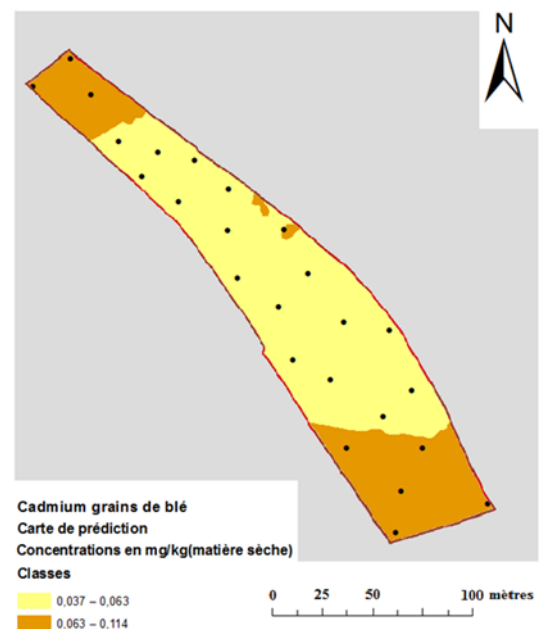 N
Cadmium grains de blé
Carte de prédiction
Concentrations en mg/kg(matière sèche)
Classes
0,037 – 0,063
0,063 – 0,114
0 25 50 100 mètres